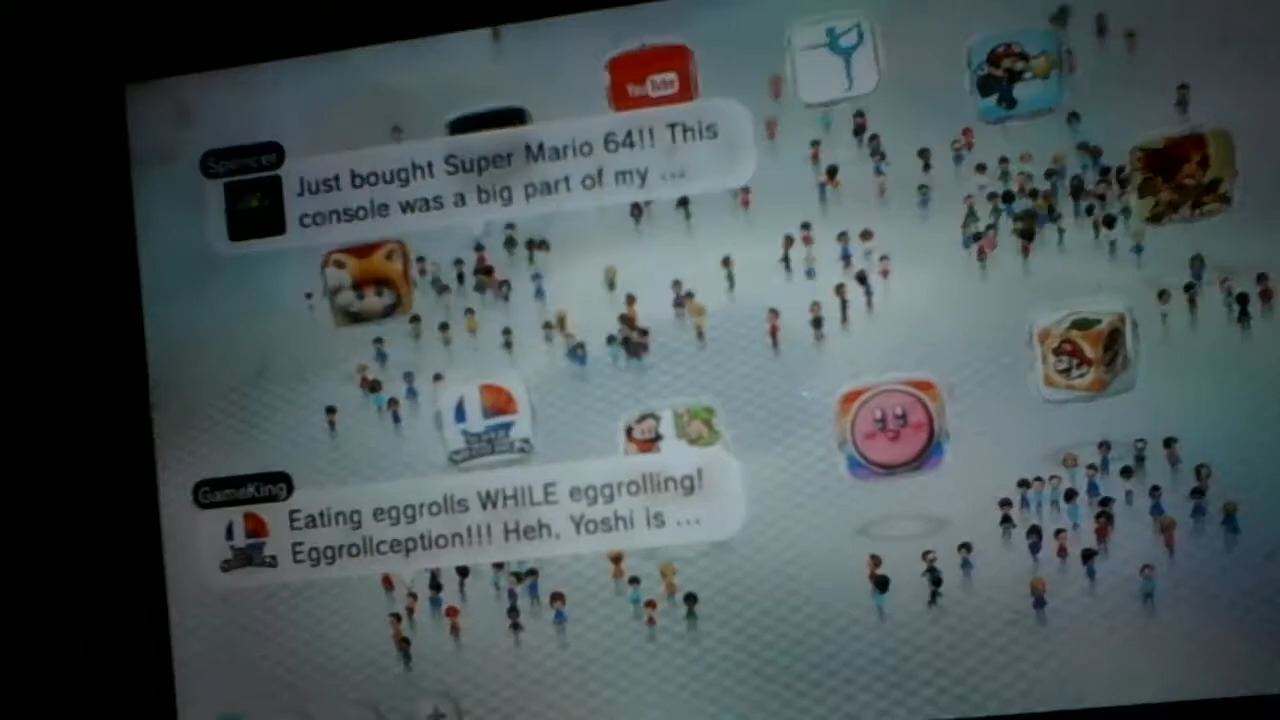 YouTube
Spencer
Just bought Super Mario 64!! This
console was a big part of my ...
GameKing
Eating eggrolls WHILE eggrolling!
Eggrollception!!! Heh, Yoshi is ...